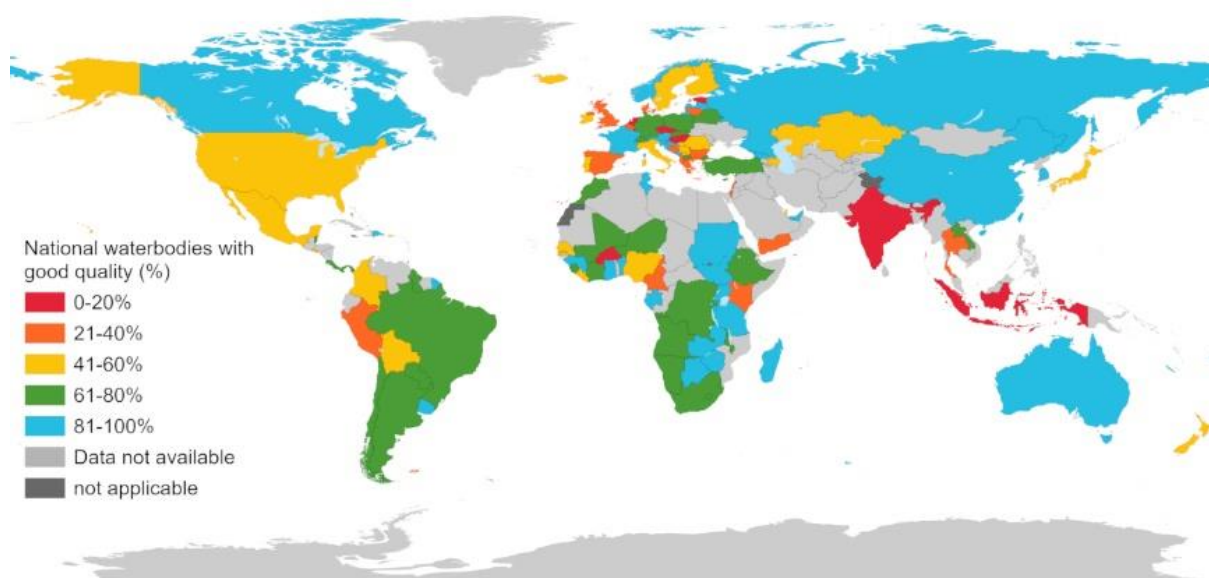 National waterbodies with
good quality (%)
0-20%
21-40%
41-60%
61-80%
81-100%
Data not available
not applicable